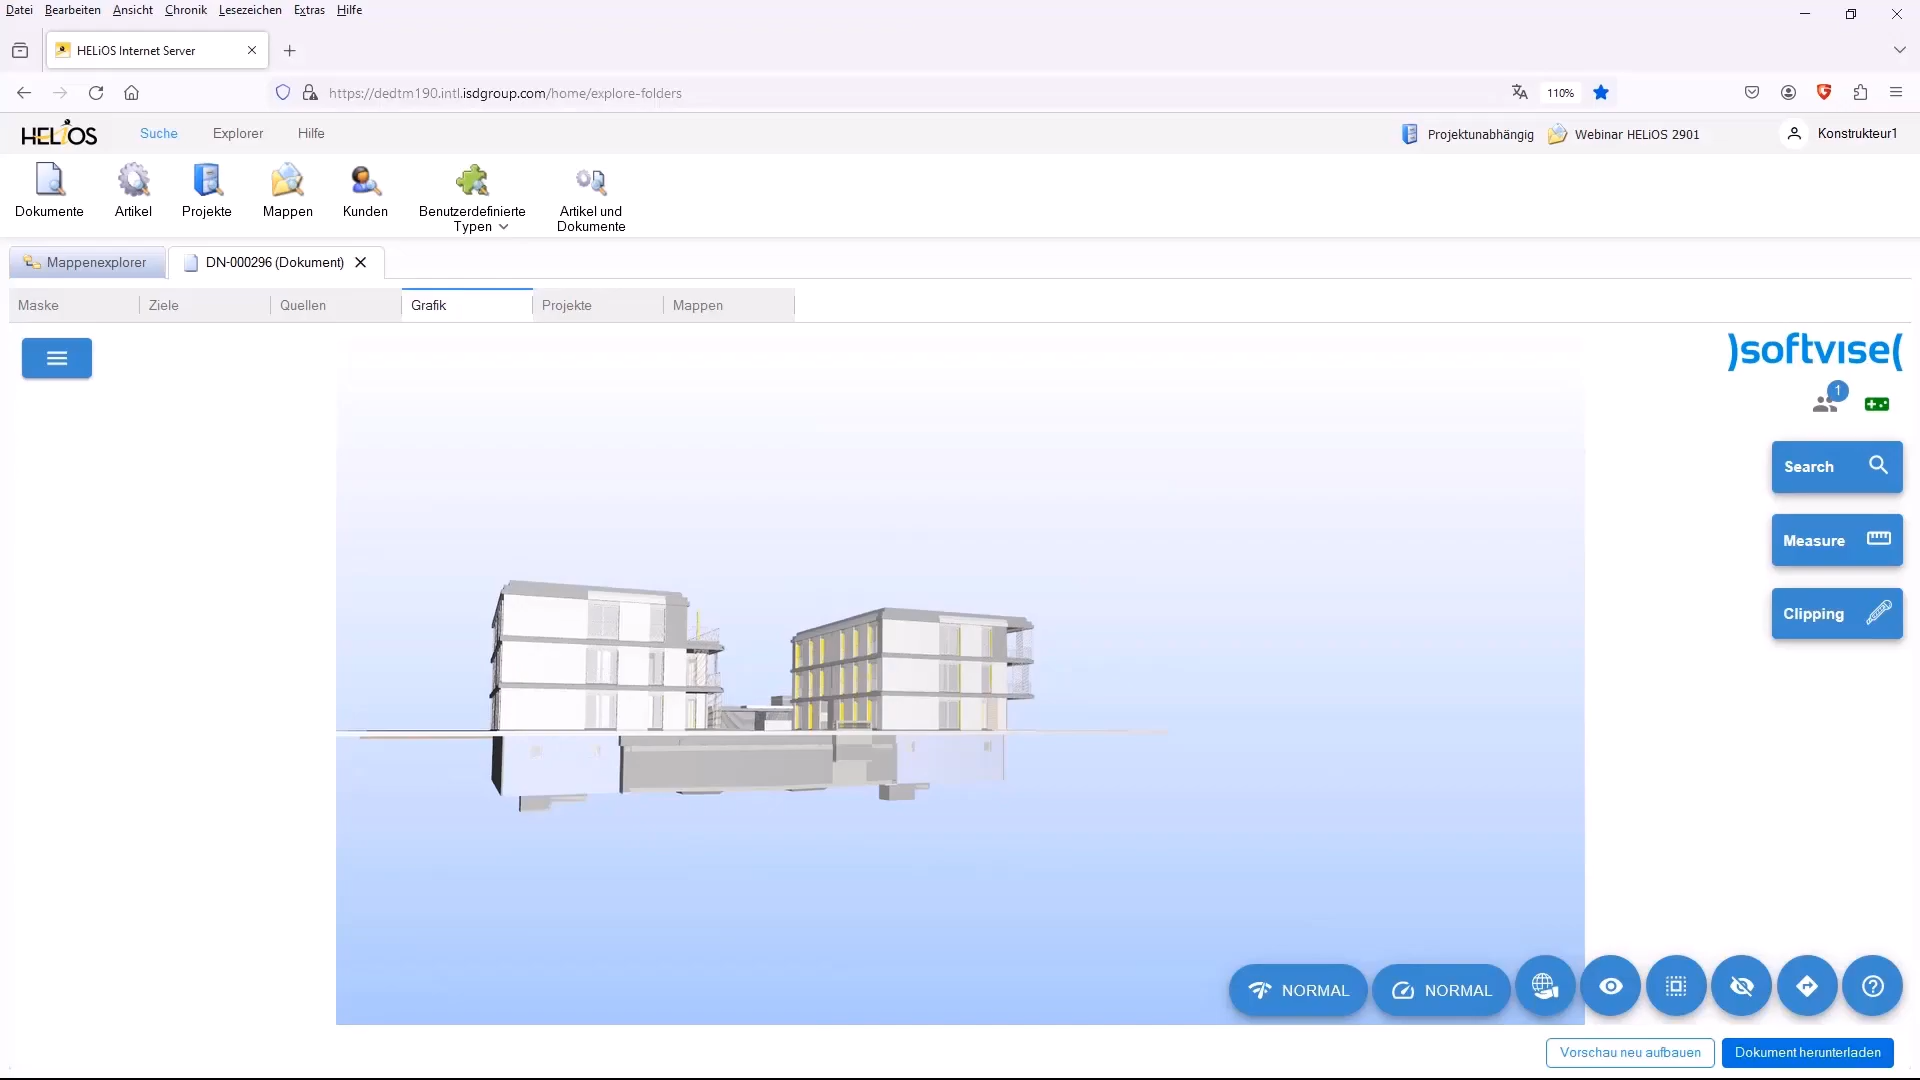 Datei Bearbeiten Ansicht Chronik Lesezeichen Extras Hilfe
HELiOS Internet Server
https://dedtm190.intl.isdgroup.com/home/explore-folders
110%
HELiOS Suche Explorer Hilfe
Projektunabhängig Webinar HELiOS 2901 Konstrukteur1
Dokumente Artikel Projekte Mappen Kunden Benutzerdefinierte Typen Artikel und Dokumente
Mappenexplorer DN-000296 (Dokument)
Maske Ziele Quellen Grafik Projekte Mappen
)softvise(
1
Search
Measure
Clipping
NORMAL NORMAL
Vorschau neu aufbauen Dokument herunterladen